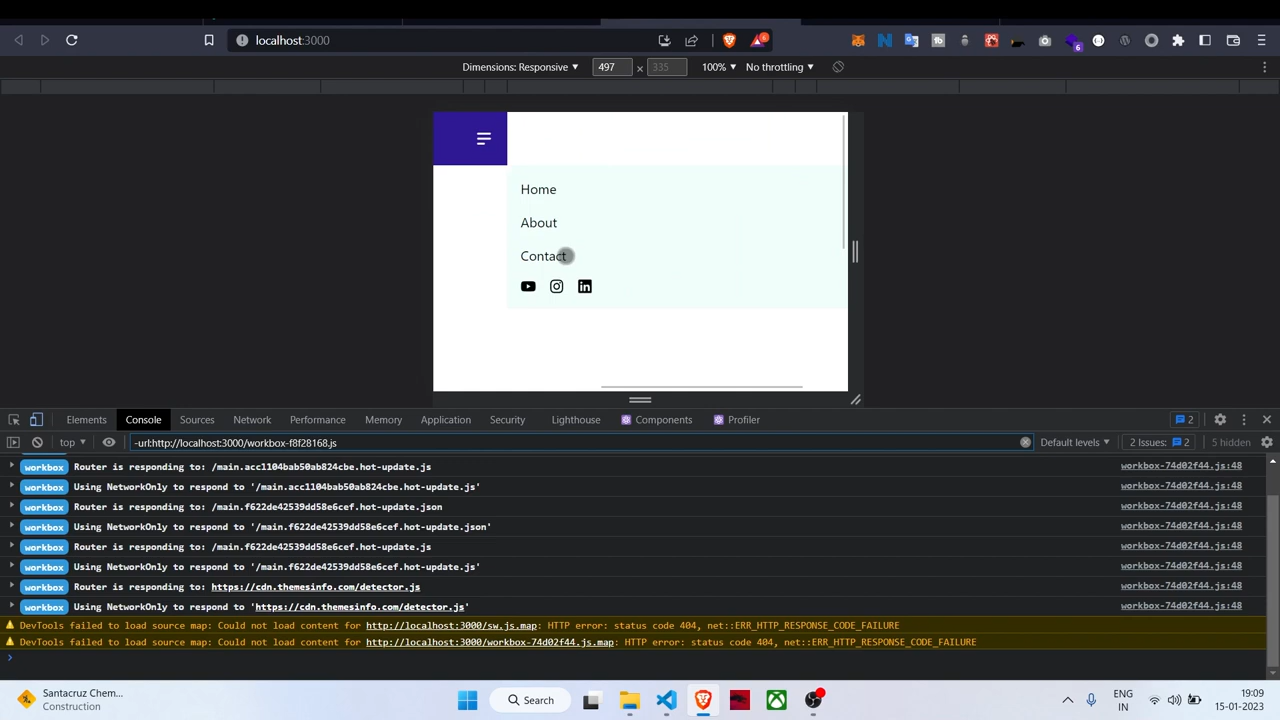 localhost:3000
6
6
Dimensions: Responsive 497 × 335 100% No throttling
Home
About
Contact
Elements Console Sources Network Performance Memory Application Security Lighthouse Components Profiler 2
top -url:http://localhost:3000/workbox-f8f28168.js Default levels 2 Issues: 2 5 hidden
workbox Router is responding to: /main.acc1104bab50ab824cbe.hot-update.js workbox-74d02f44.js:48
workbox Using NetworkOnly to respond to '/main.acc1104bab50ab824cbe.hot-update.js' workbox-74d02f44.js:48
workbox Router is responding to: /main.f622de42539dd58e6cef.hot-update.json workbox-74d02f44.js:48
workbox Using NetworkOnly to respond to '/main.f622de42539dd58e6cef.hot-update.json' workbox-74d02f44.js:48
workbox Router is responding to: /main.f622de42539dd58e6cef.hot-update.js workbox-74d02f44.js:48
workbox Using NetworkOnly to respond to '/main.f622de42539dd58e6cef.hot-update.js' workbox-74d02f44.js:48
workbox Router is responding to: https://cdn.themesinfo.com/detector.js workbox-74d02f44.js:48
workbox Using NetworkOnly to respond to 'https://cdn.themesinfo.com/detector.js' workbox-74d02f44.js:48
DevTools failed to load source map: Could not load content for http://localhost:3000/sw.js.map: HTTP error: status code 404, net::ERR_HTTP_RESPONSE_CODE_FAILURE
DevTools failed to load source map: Could not load content for http://localhost:3000/workbox-74d02f44.js.map: HTTP error: status code 404, net::ERR_HTTP_RESPONSE_CODE_FAILURE
Santacruz Chem...
Construction
Search
ENG
IN
19:09
15-01-2023